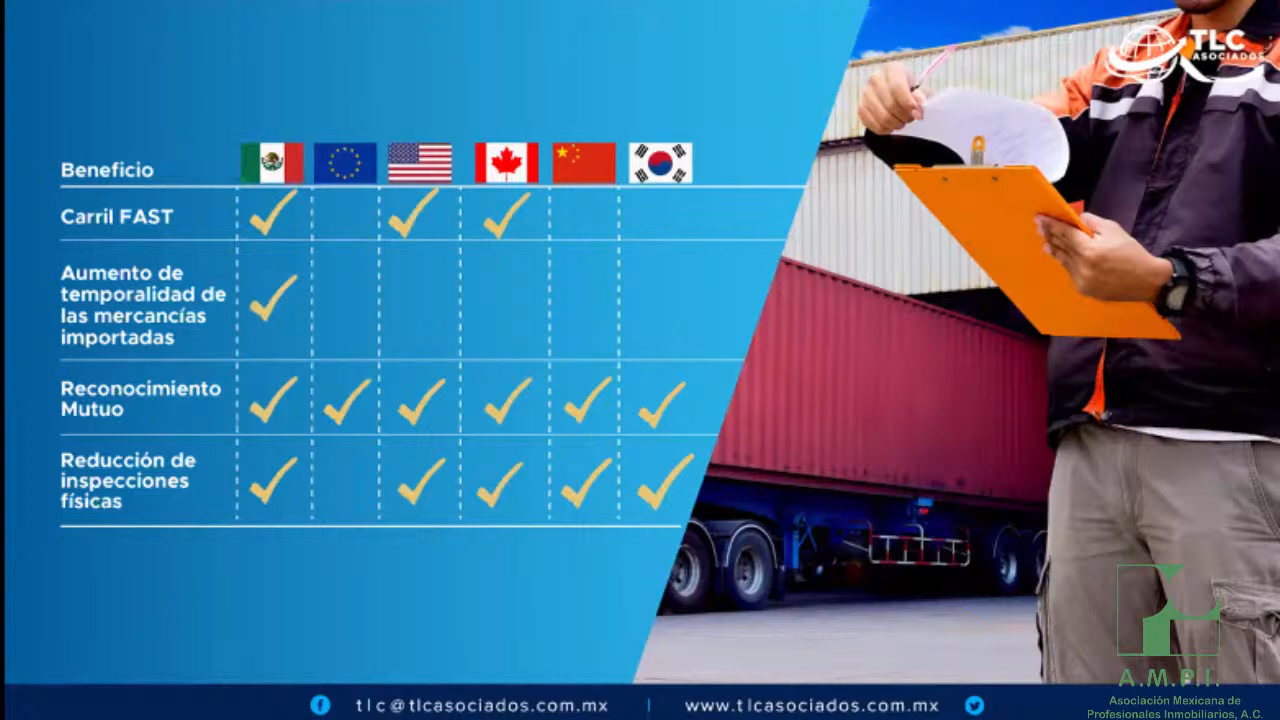 TLC
ASOCIADOS
Beneficio
Carril FAST
Aumento de
temporalidad de
las mercancías
importadas
Reconocimiento
Mutuo
Reducción de
inspecciones
físicas
A.M.P.I.
Asociación Mexicana de
Profesionales Inmobiliarios, A.C.
tlc@tlcasociados.com.mx | www.tlcasociados.com.mx